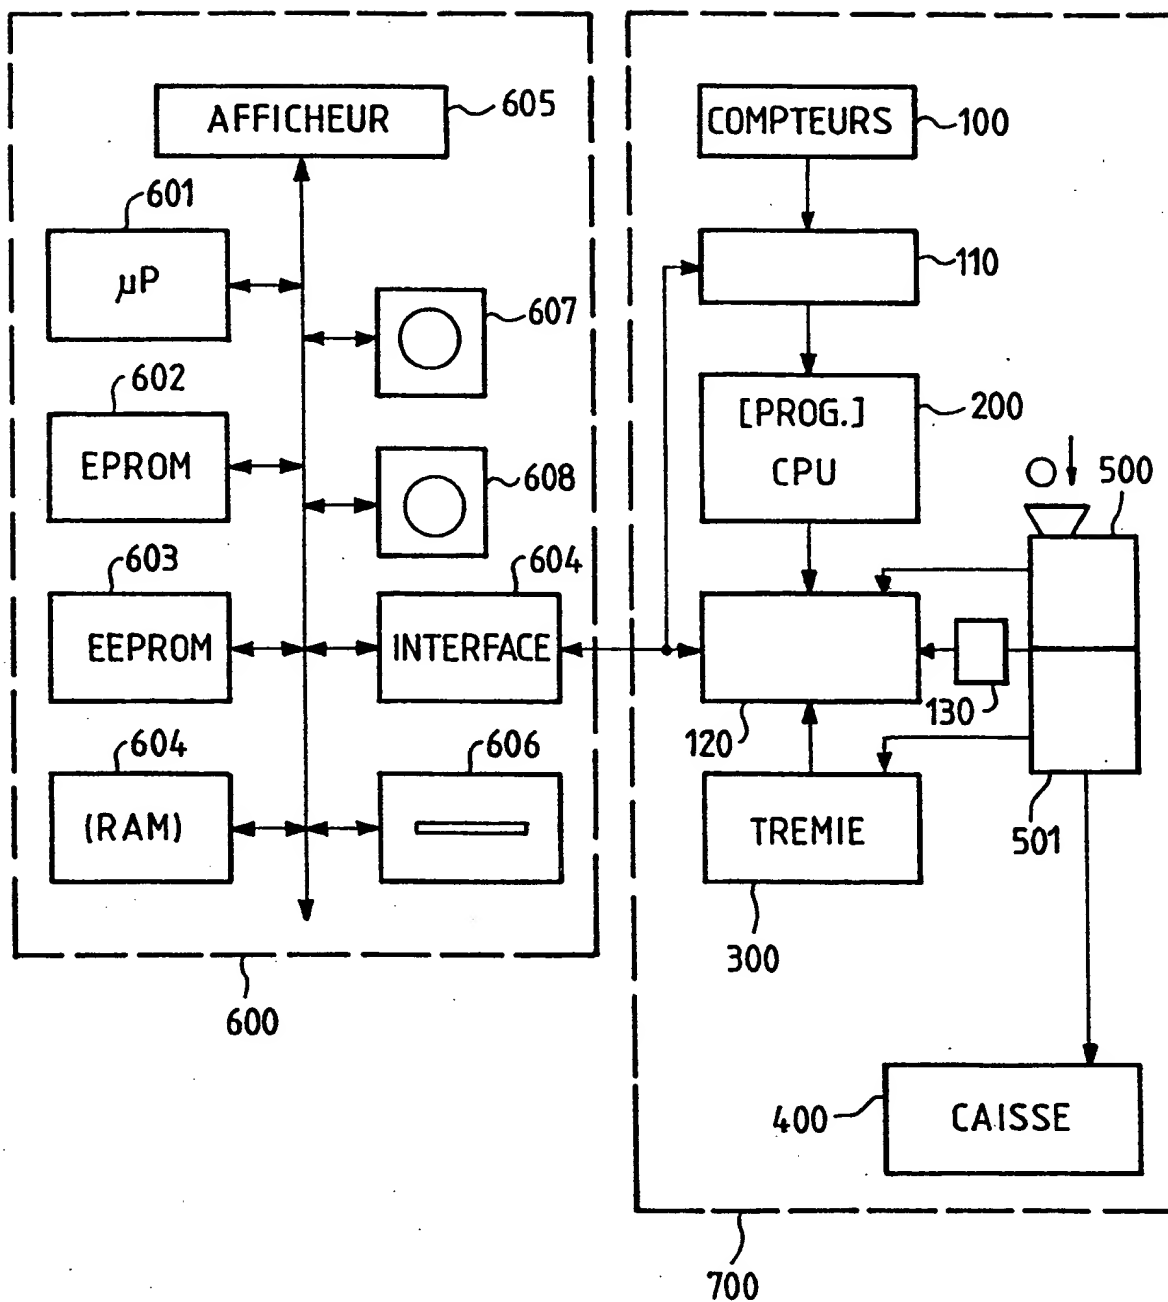 AFFICHEUR
605
601
µP
607
602
EPROM
608
603
EEPROM
604
INTERFACE
604
(RAM)
606
600
COMPTEURS
100
110
[PROG.]
CPU
200
500
130
120
501
TREMIE
300
400
CAISSE
700